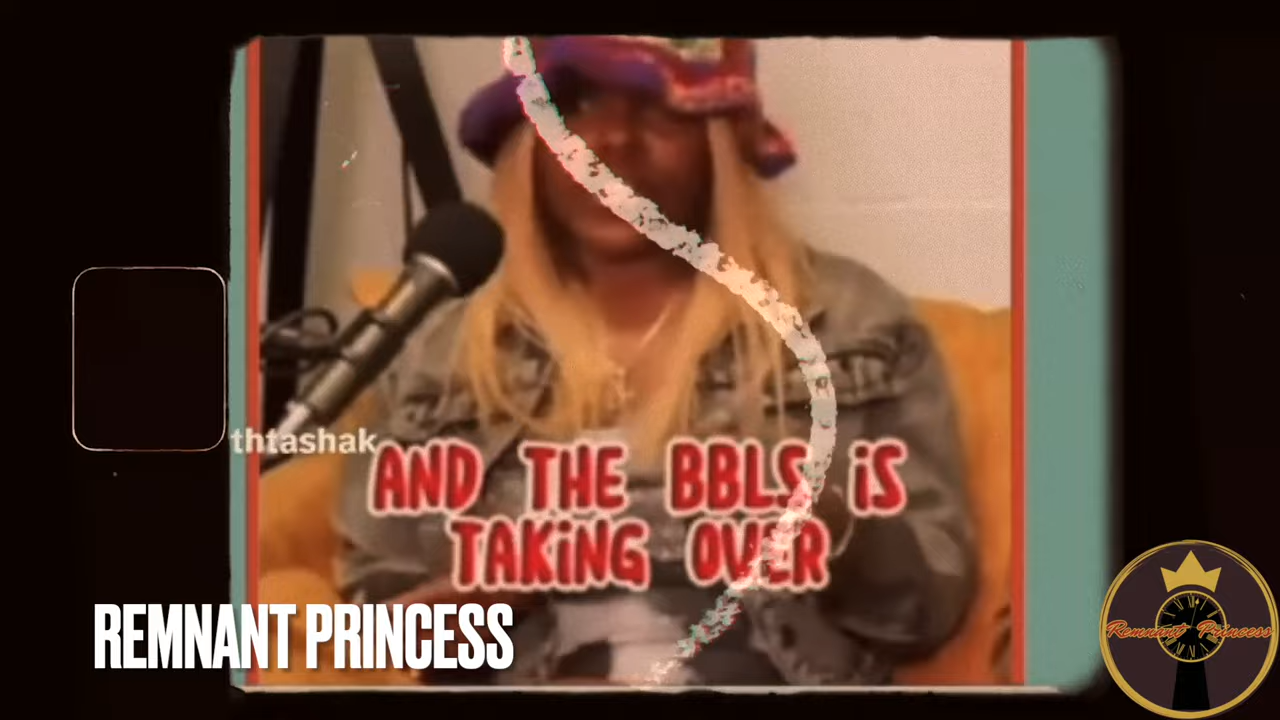 thtashak
AND THE BBLS iS
TAKiNG OVER
REMNANT PRINCESS
Remnant Princess